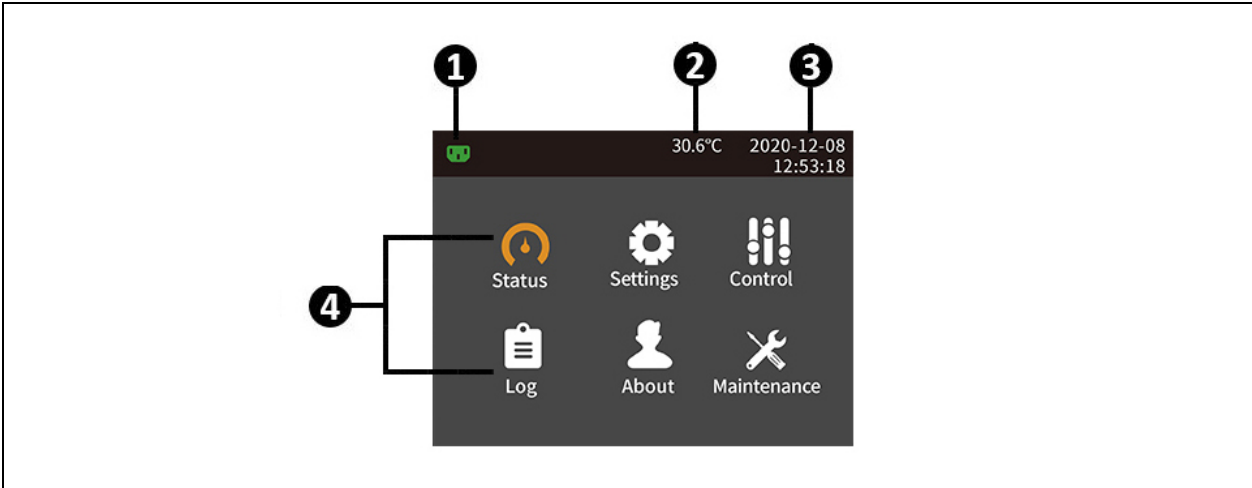 1 2 3
30.6°C 2020-12-08
12:53:18
Status Settings Control
4
Log About Maintenance